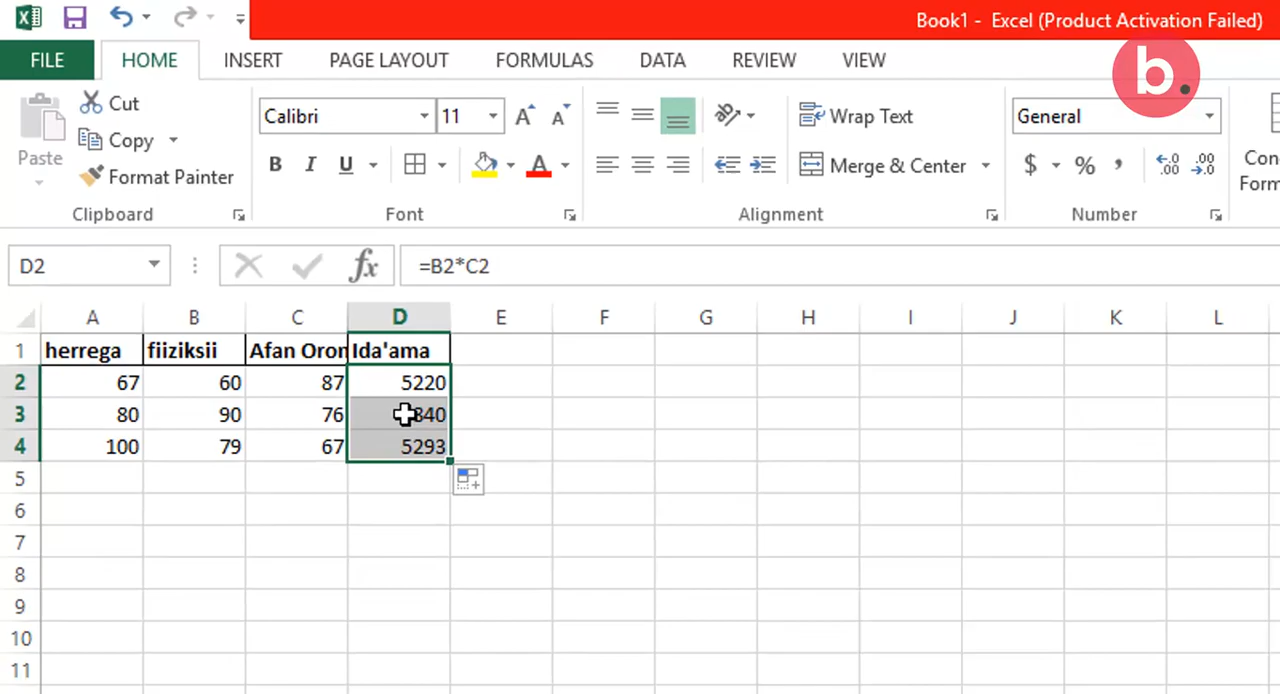 Book1 - Excel (Product Activation Failed)
b.
FILE HOME INSERT PAGE LAYOUT FORMULAS DATA REVIEW VIEW
Cut
Copy
Format Painter
Paste
Clipboard
Calibri 11
B I U A
Font
Wrap Text
Merge & Center
Alignment
General
$ % ,
Number
Con
Form
D2 fx =B2*C2
A B C D E F G H I J K L
1 herrega fiiziksii Afan Oron Ida'ama
2 67 60 87 5220
3 80 90 76 840
4 100 79 67 5293
5
6
7
8
9
10
11